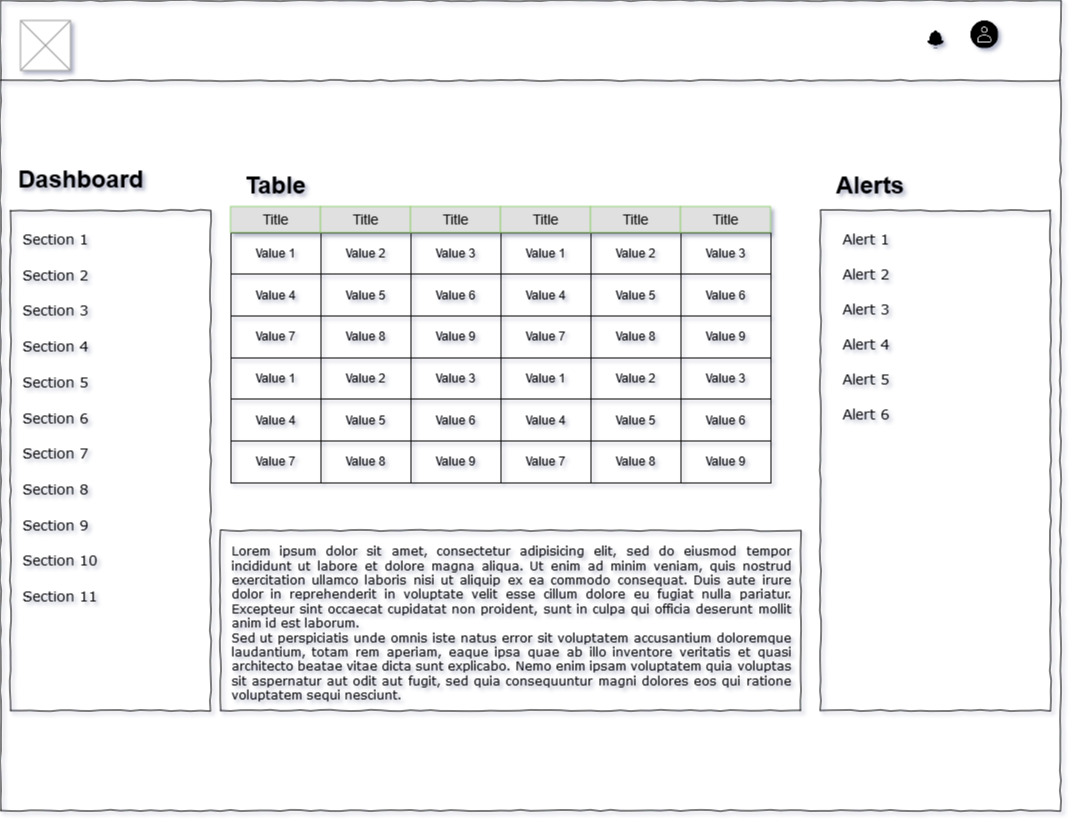 Dashboard
Section 1
Section 2
Section 3
Section 4
Section 5
Section 6
Section 7
Section 8
Section 9
Section 10
Section 11
Table
Title Title Title Title Title Title
Value 1 Value 2 Value 3 Value 1 Value 2 Value 3
Value 4 Value 5 Value 6 Value 4 Value 5 Value 6
Value 7 Value 8 Value 9 Value 7 Value 8 Value 9
Value 1 Value 2 Value 3 Value 1 Value 2 Value 3
Value 4 Value 5 Value 6 Value 4 Value 5 Value 6
Value 7 Value 8 Value 9 Value 7 Value 8 Value 9
Lorem ipsum dolor sit amet, consectetur adipisicing elit, sed do eiusmod tempor
incididunt ut labore et dolore magna aliqua. Ut enim ad minim veniam, quis nostrud
exercitation ullamco laboris nisi ut aliquip ex ea commodo consequat. Duis aute irure
dolor in reprehenderit in voluptate velit esse cillum dolore eu fugiat nulla pariatur.
Excepteur sint occaecat cupidatat non proident, sunt in culpa qui officia deserunt mollit
anim id est laborum.
Sed ut perspiciatis unde omnis iste natus error sit voluptatem accusantium doloremque
laudantium, totam rem aperiam, eaque ipsa quae ab illo inventore veritatis et quasi
architecto beatae vitae dicta sunt explicabo. Nemo enim ipsam voluptatem quia voluptas
sit aspernatur aut odit aut fugit, sed quia consequuntur magni dolores eos qui ratione
voluptatem sequi nesciunt.
Alerts
Alert 1
Alert 2
Alert 3
Alert 4
Alert 5
Alert 6